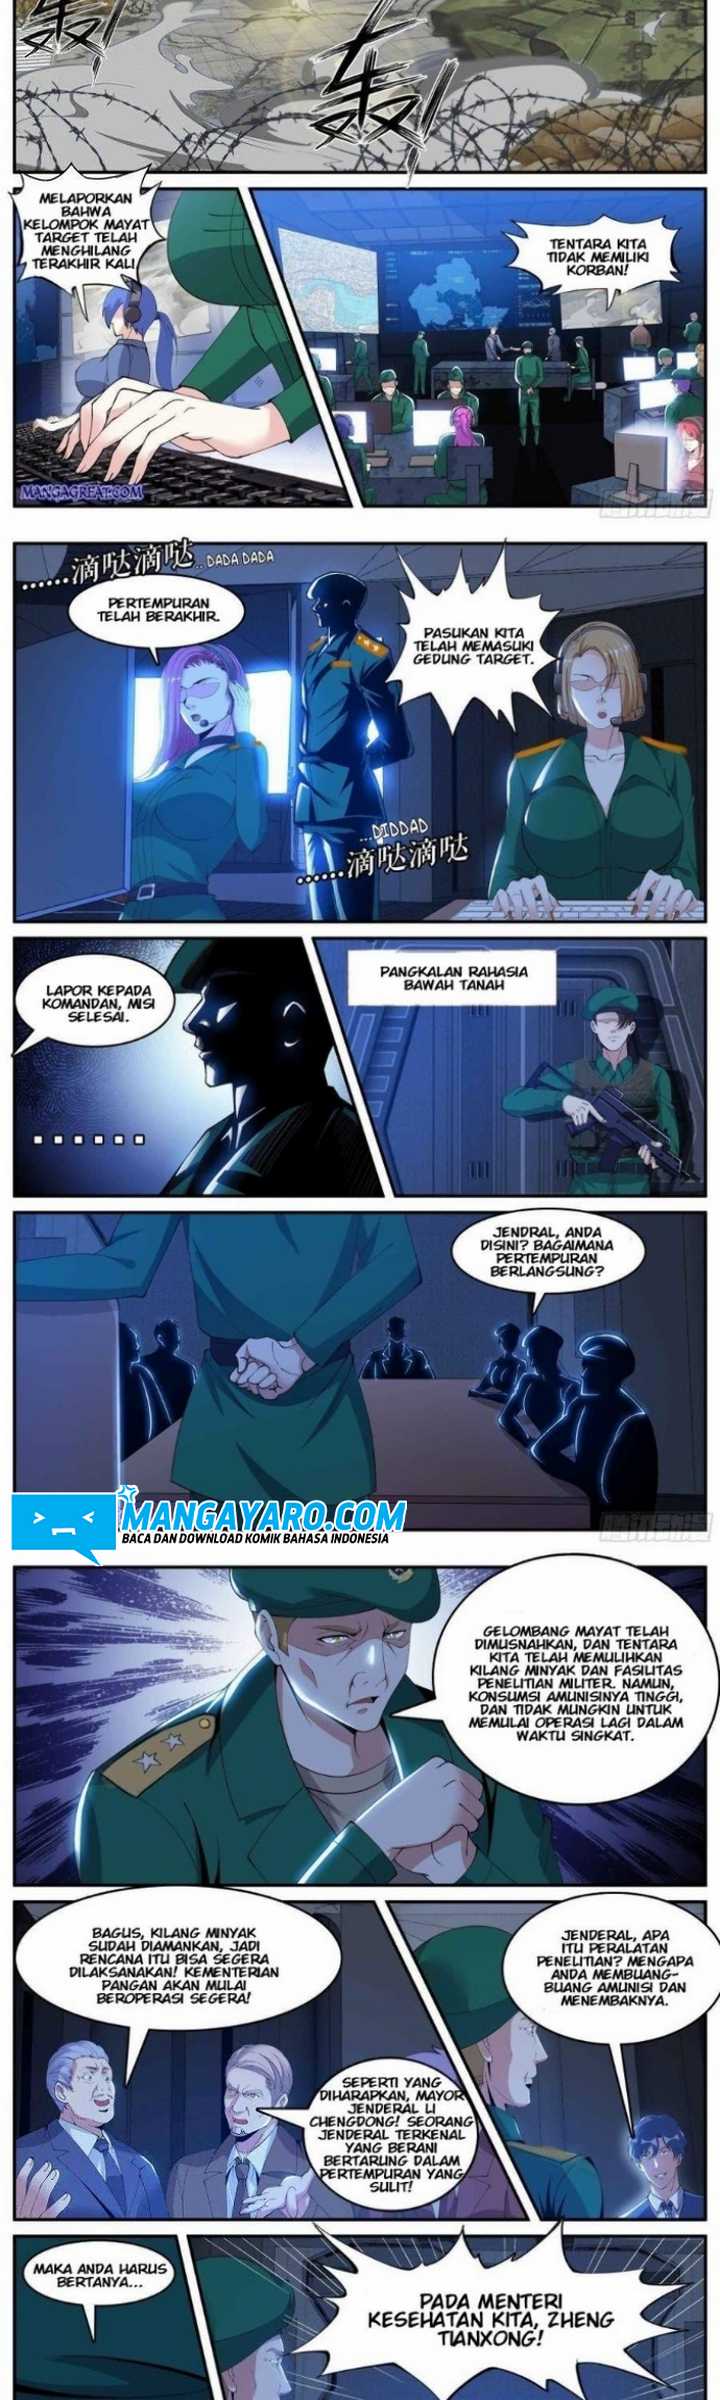 轰!
轰!
MELAPORKAN
BAHWA
KELOMPOK MAYAT
TARGET TELAH
MENGHILANG
TERAKHIR KALI
TENTARA KITA
TIDAK MEMILIKI
KORBAN!
MANGAGREAT.COM
......滴哒滴哒..DADA DADA
PERTEMPURAN
TELAH BERAKHIR.
PASUKAN KITA
TELAH MEMASUKI
GEDUNG TARGET.
...DIDDAD
......滴哒滴哒
LAPOR KEPADA
KOMANDAN, MISI
SELESAI.
......
PANGKALAN RAHASIA
BAWAH TANAH
JENDRAL, ANDA
DISINI? BAGAIMANA
PERTEMPURAN
BERLANGSUNG?
MANGAYARO.COM
BACA DAN DOWNLOAD KOMIK BAHASA INDONESIA
GELOMBANG MAYAT TELAH
DIMUSNAHKAN, DAN TENTARA
KITA TELAH MEMULIHKAN
KILANG MINYAK DAN FASILITAS
PENELITIAN MILITER. NAMUN,
KONSUMSI AMUNISINYA TINGGI,
DAN TIDAK MUNGKIN UNTUK
MEMULAI OPERASI LAGI DALAM
WAKTU SINGKAT.
BAGUS, KILANG MINYAK
SUDAH DIAMANKAN, JADI
RENCANA ITU BISA SEGERA
DILAKSANAKAN! KEMENTERIAN
PANGAN AKAN MULAI
BEROPERASI SEGERA!
JENDERAL, APA
ITU PERALATAN
PENELITIAN? MENGAPA
ANDA MEMBUANG-
BUANG AMUNISI DAN
MENEMBAKNYA.
SEPERTI YANG
DIHARAPKAN, MAYOR
JENDERAL LI
CHENGDONG! SEORANG
JENDERAL TERKENAL
YANG BERANI
BERTARUNG DALAM
PERTEMPURAN YANG
SULIT!
MAKA ANDA HARUS
BERTANYA...
PADA MENTERI
KESEHATAN KITA, ZHENG
TIANXONG!